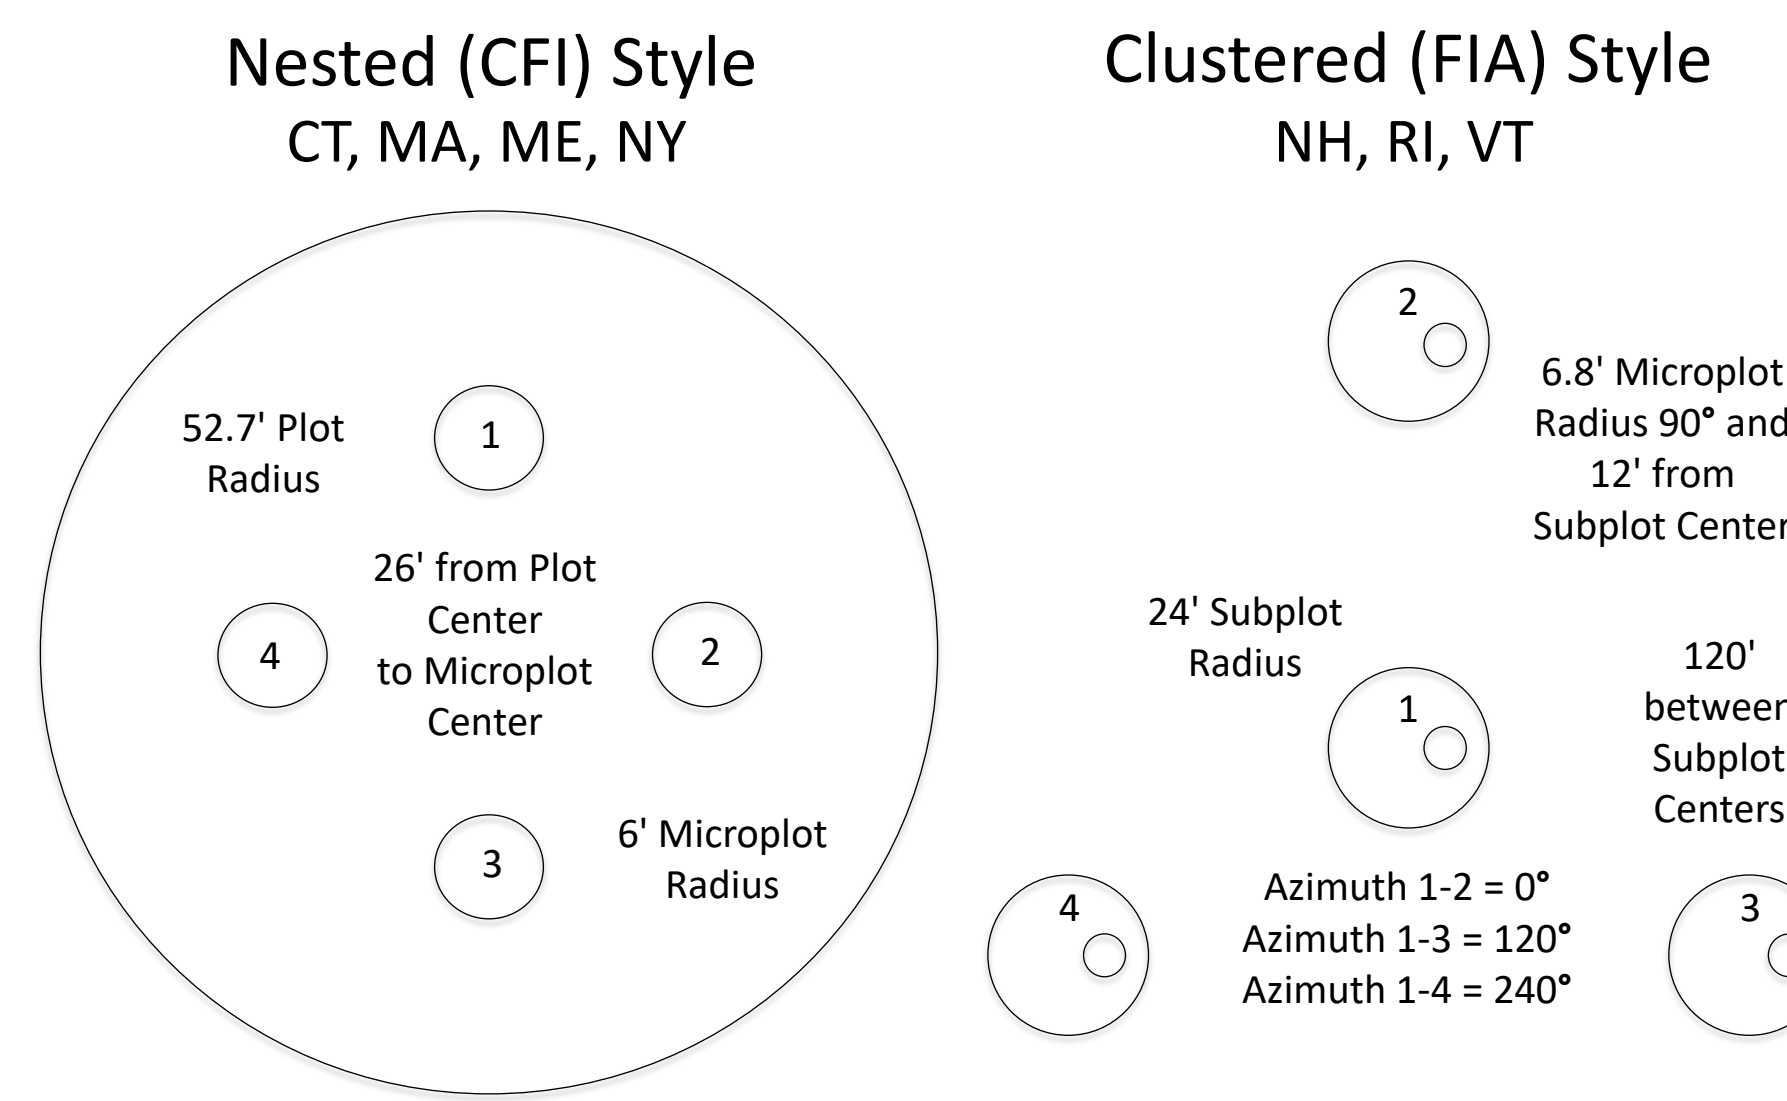 Nested (CFI) Style
CT, MA, ME, NY
52.7' Plot
Radius
1
26' from Plot
Center
to Microplot
Center
4
2
3
6' Microplot
Radius
Clustered (FIA) Style
NH, RI, VT
2
6.8' Microplot
Radius 90° and
12' from
Subplot Center
24' Subplot
Radius
1
120'
between
Subplot
Centers
4
Azimuth 1-2 = 0°
Azimuth 1-3 = 120°
Azimuth 1-4 = 240°
3